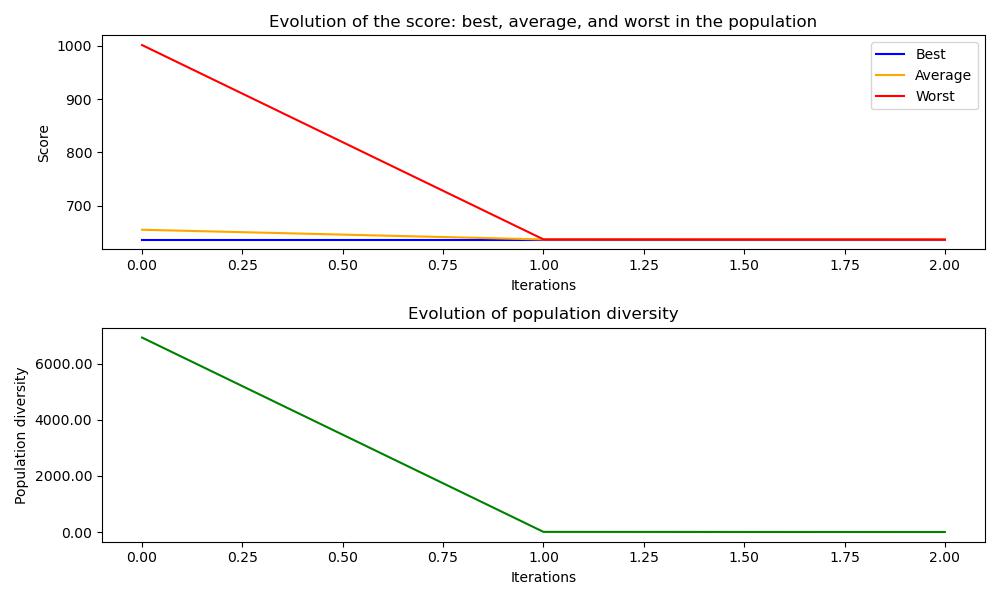 Evolution of the score: best, average, and worst in the population
1000
900
800
700
Score
Best
Average
Worst
0.00 0.25 0.50 0.75 1.00 1.25 1.50 1.75 2.00
Iterations
Evolution of population diversity
6000.00
4000.00
2000.00
0.00
Population diversity
0.00 0.25 0.50 0.75 1.00 1.25 1.50 1.75 2.00
Iterations